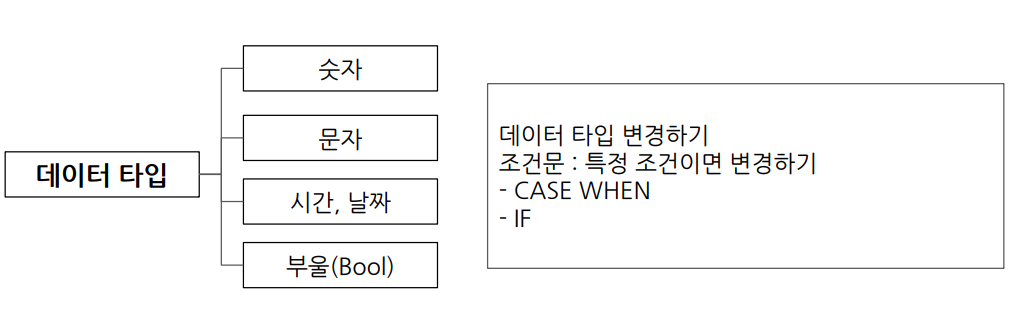 데이터 타입
숫자
문자
시간, 날짜
부울(Bool)
데이터 타입 변경하기
조건문 : 특정 조건이면 변경하기
- CASE WHEN
- IF